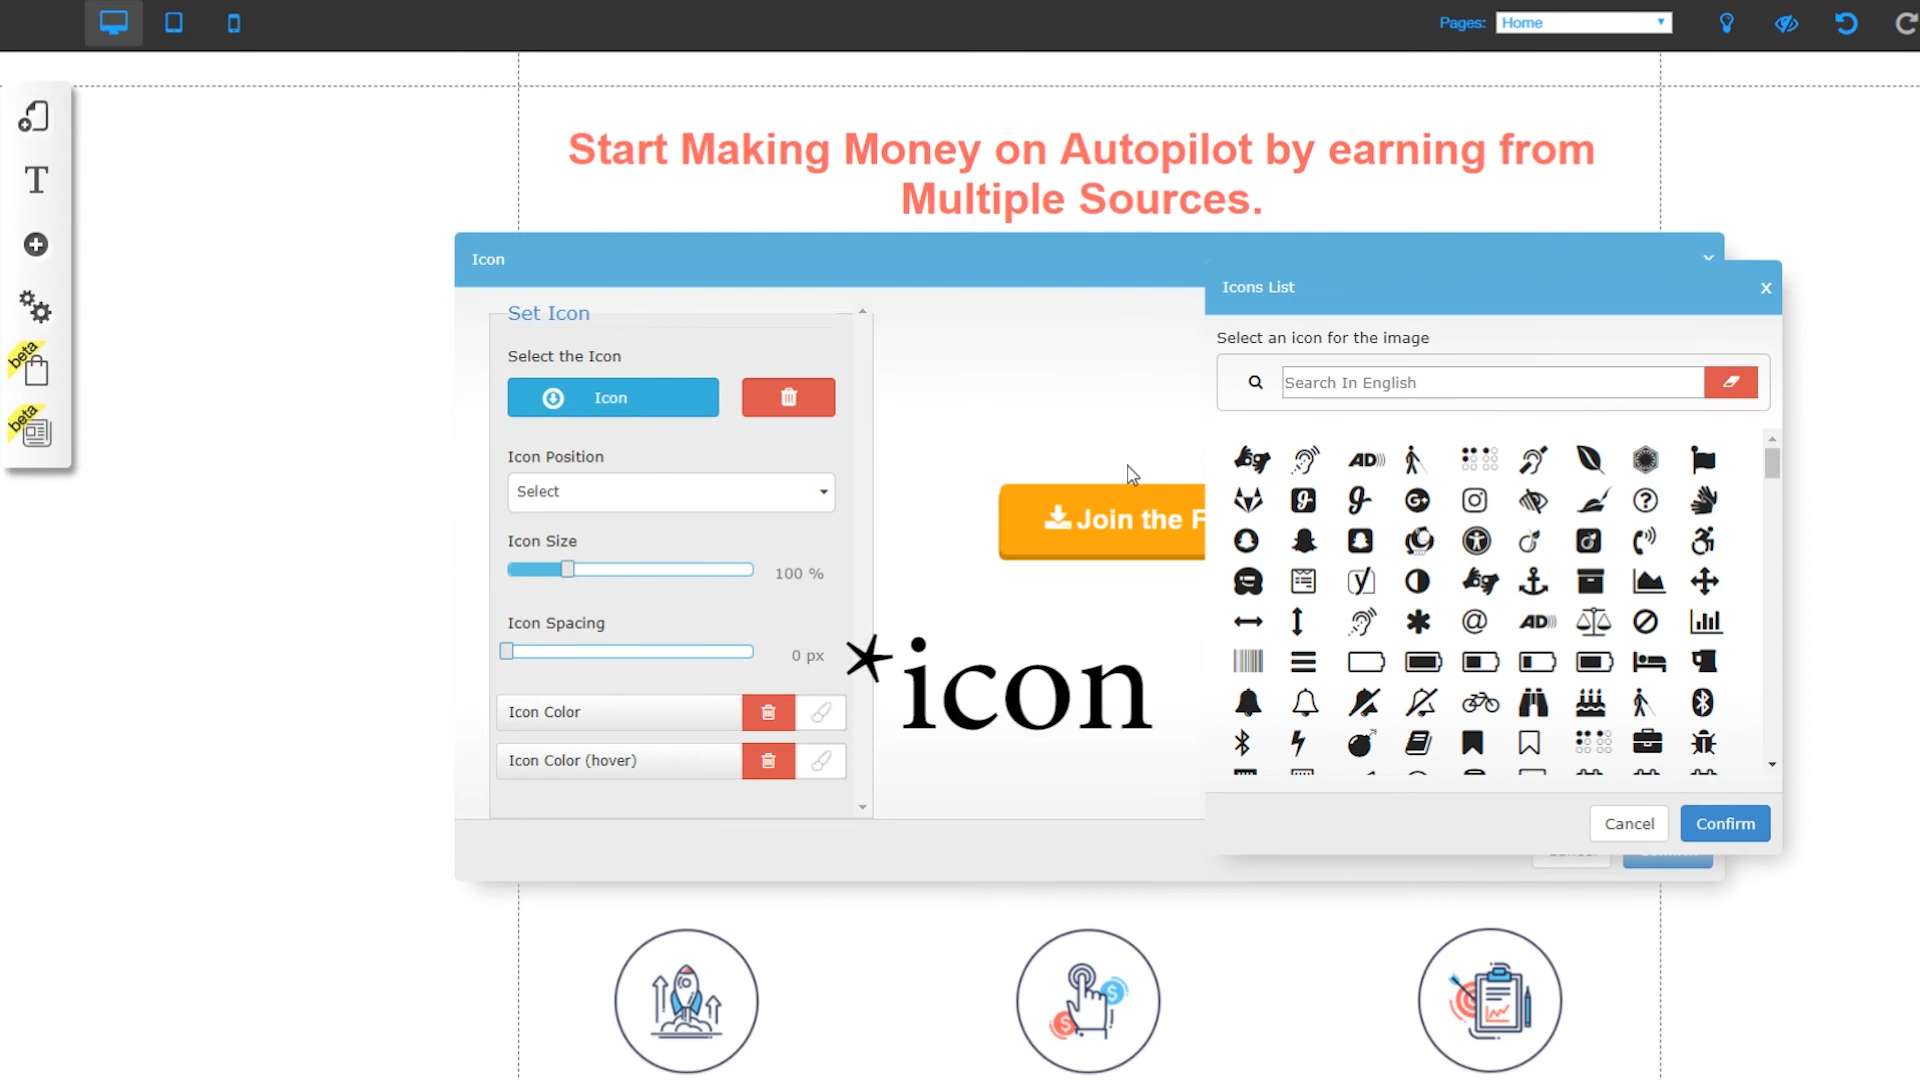 Pages: Home
Start Making Money on Autopilot by earning from
Multiple Sources.
Icon
Icons List
x
Set Icon
Select an icon for the image
Select the Icon
Icon
Search In English
Icon Position
Select
Join the F
Icon Size
100 %
Icon Spacing
0 px
*icon
Icon Color
Icon Color (hover)
Cancel
Confirm
beta
beta